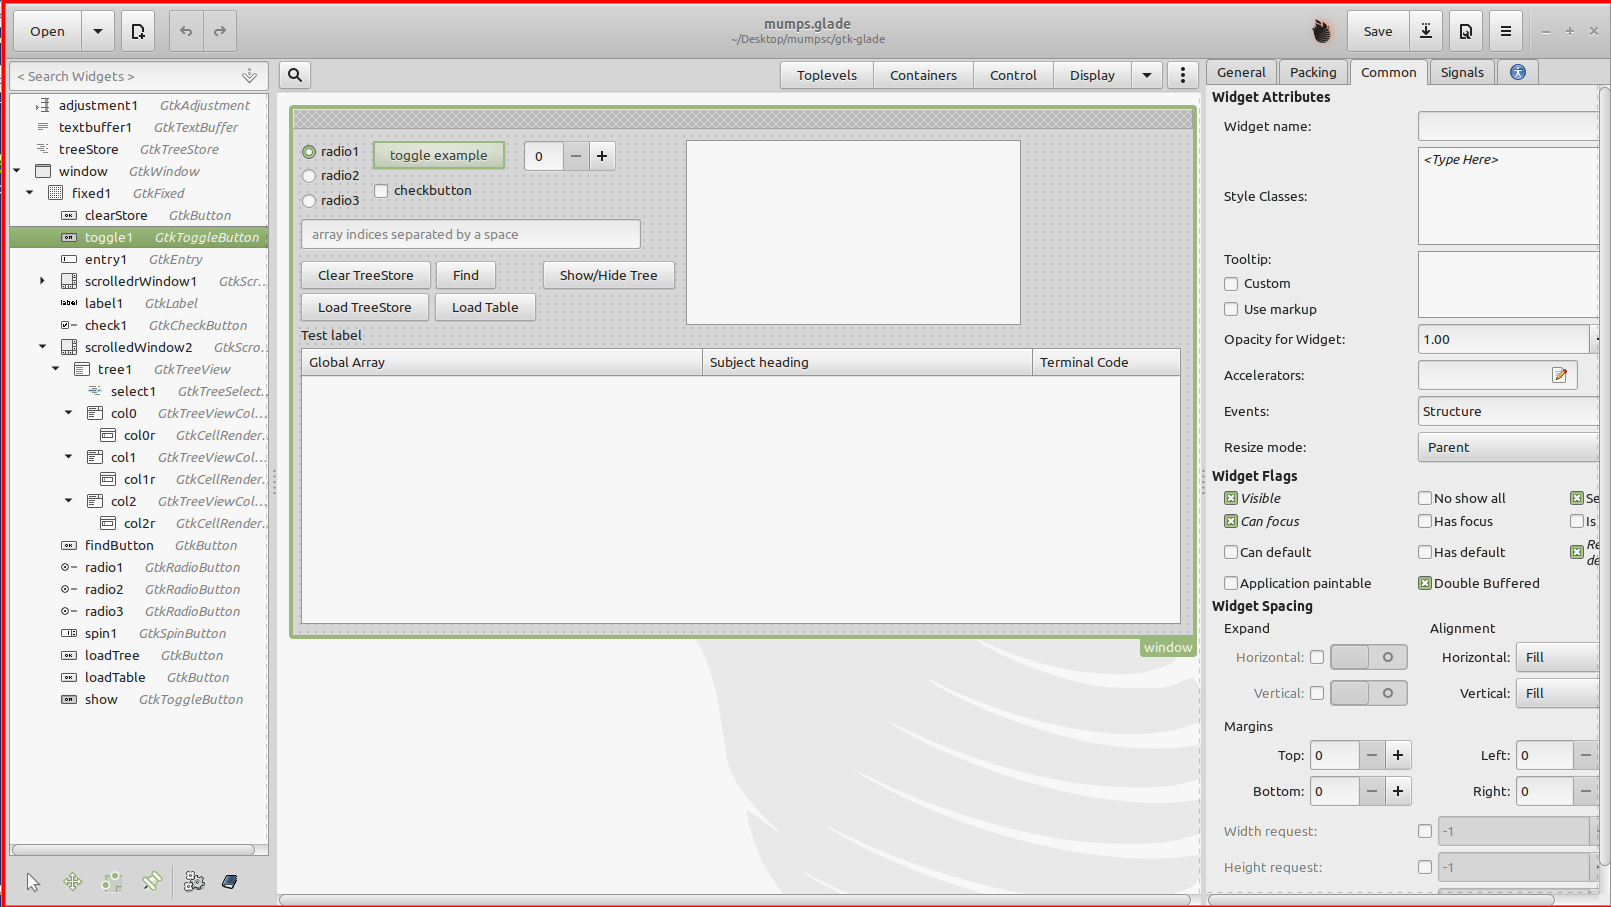 Open
mumps.glade
~/Desktop/mumpsc/gtk-glade
Save
< Search Widgets >
adjustment1 GtkAdjustment
textbuffer1 GtkTextBuffer
treeStore GtkTreeStore
window GtkWindow
fixed1 GtkFixed
clearStore GtkButton
toggle1 GtkToggleButton
entry1 GtkEntry
scrolledrWindow1 GtkScr...
label1 GtkLabel
check1 GtkCheckButton
scrolledWindow2 GtkScro...
tree1 GtkTreeView
select1 GtkTreeSelect...
col0 GtkTreeViewCol...
col0r GtkCellRender...
col1 GtkTreeViewCol...
col1r GtkCellRender...
col2 GtkTreeViewCol...
col2r GtkCellRender...
findButton GtkButton
radio1 GtkRadioButton
radio2 GtkRadioButton
radio3 GtkRadioButton
spin1 GtkSpinButton
loadTree GtkButton
loadTable GtkButton
show GtkToggleButton
Toplevels Containers Control Display
radio1 toggle example 0 − +
radio2
checkbutton
radio3
array indices separated by a space
Clear TreeStore Find Show/Hide Tree
Load TreeStore Load Table
Test label
Global Array Subject heading Terminal Code
window
General Packing Common Signals
Widget Attributes
Widget name:
<Type Here>
Style Classes:
Tooltip:
Custom
Use markup
Opacity for Widget: 1.00
Accelerators:
Events: Structure
Resize mode: Parent
Widget Flags
Visible No show all Se
Can focus Has focus Is
Can default Has default Re
de
Application paintable Double Buffered
Widget Spacing
Expand Alignment
Horizontal: Horizontal: Fill
Vertical: Vertical: Fill
Margins
Top: 0 − + Left: 0 −
Bottom: 0 − + Right: 0 −
Width request: -1
Height request: -1